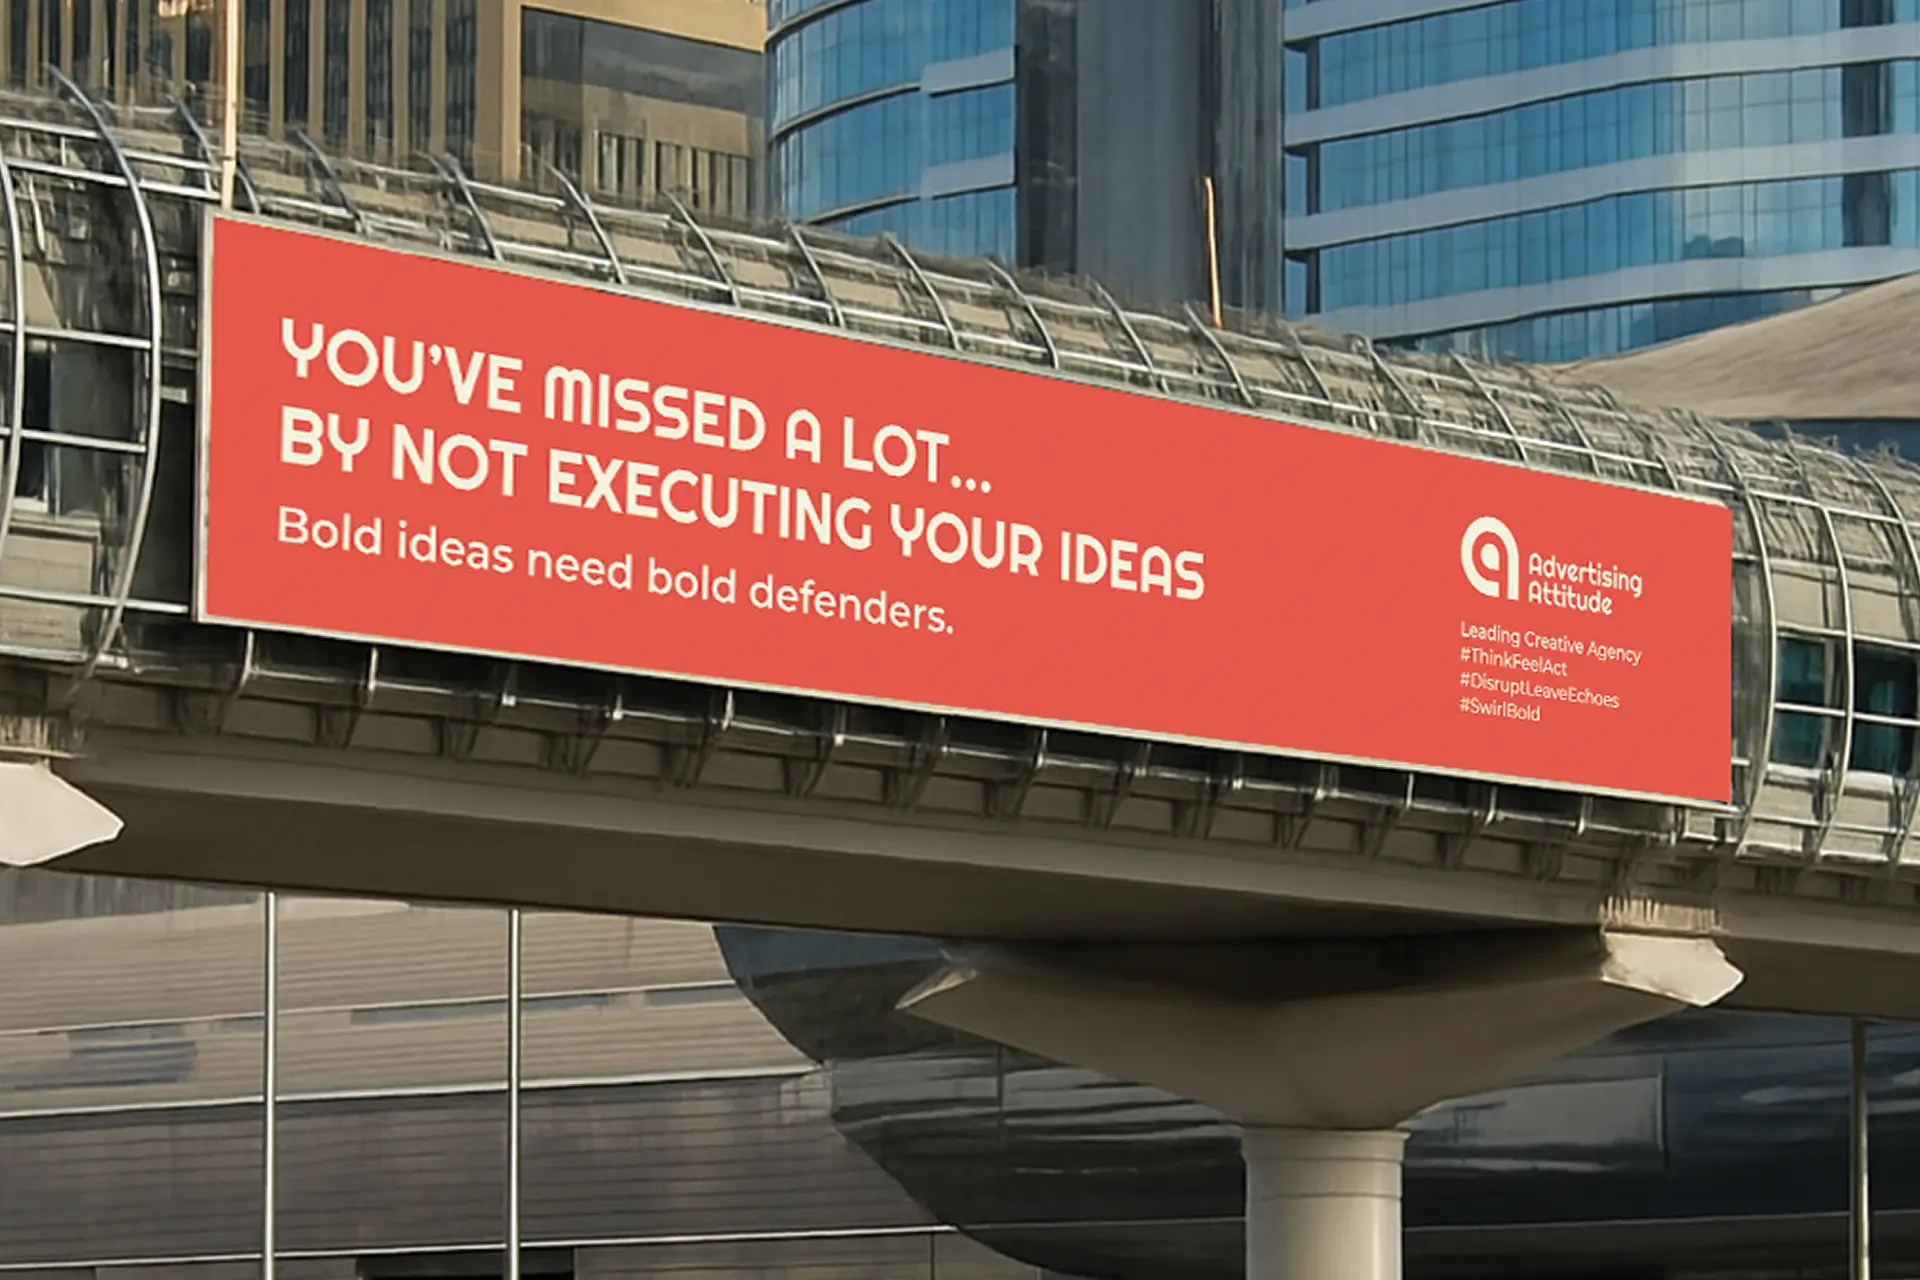 YOU'VE MISSED A LOT...
BY NOT EXECUTING YOUR IDEAS
Bold ideas need bold defenders.
Advertising
Attitude
Leading Creative Agency
#ThinkFeelAct
#DisruptLeaveEchoes
#SwirlBold